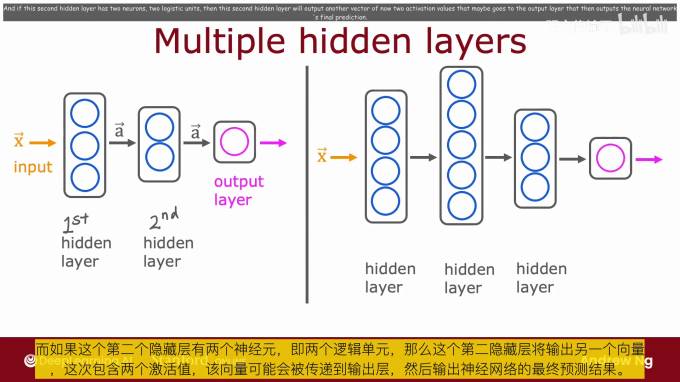 And if this second hidden layer has two neurons, two logistic units, then this second hidden layer will output another vector of now two activation values that maybe goes to the output layer that then outputs the neural network
's final prediction.
Multiple hidden layers
x
input
a
a
output
layer
1st
hidden
layer
2nd
hidden
layer
x
hidden
layer
hidden
layer
hidden
layer
而如果这个第二个隐藏层有两个神经元，即两个逻辑单元，那么这个第二隐藏层将输出另一个向量
，这次包含两个激活值，该向量可能会被传递到输出层，然后输出神经网络的最终预测结果。
Andrew Ng